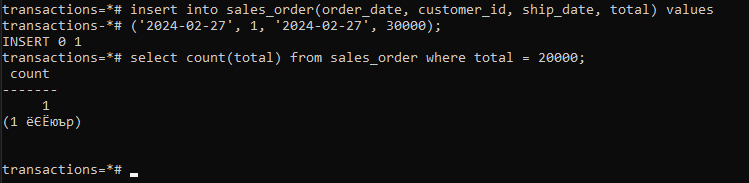 transactions=*# insert into sales_order(order_date, customer_id, ship_date, total) values
transactions-*# ('2024-02-27', 1, '2024-02-27', 30000);
INSERT 0 1
transactions=*# select count(total) from sales_order where total = 20000;
count
-------
1
(1 ёЄЁюър)
transactions=*#